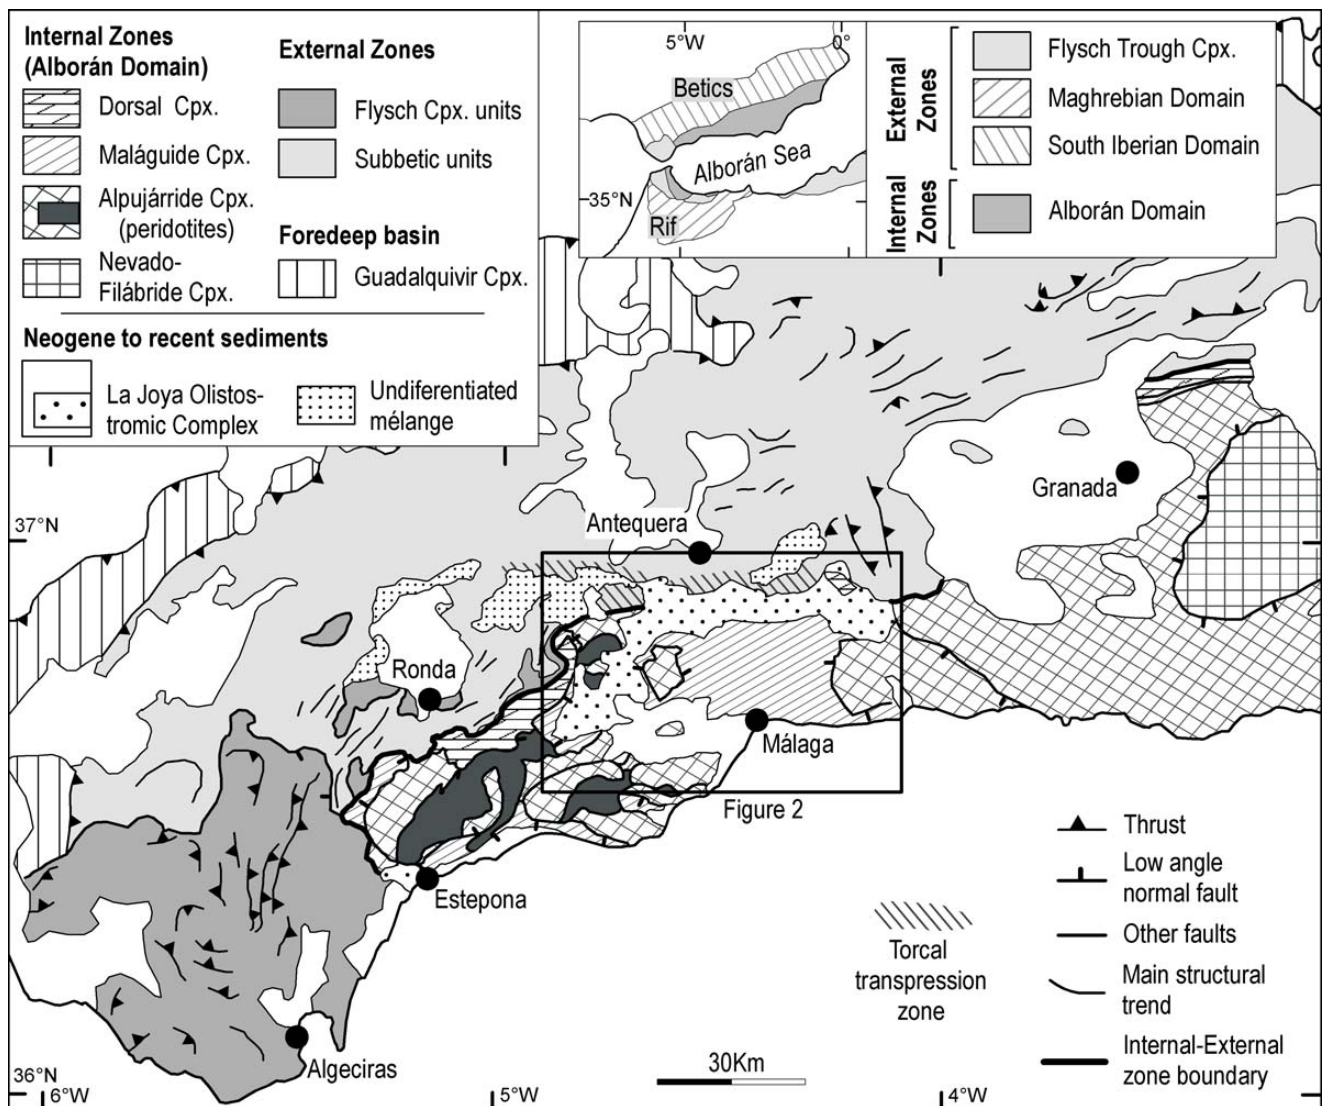 Internal Zones
(Alborán Domain)
Dorsal Cpx.
Maláguide Cpx.
Alpujárride Cpx.
(peridotites)
Nevado-
Filábride Cpx.
External Zones
Flysch Cpx. units
Subbetic units
Foredeep basin
Guadalquivir Cpx.
Neogene to recent sediments
La Joya Olistos-
tromic Complex
Undiferentiated
mélange
5°W
0°
Betics
Alborán Sea
35°N
Rif
External
Zones
Flysch Trough Cpx.
Maghrebian Domain
South Iberian Domain
Internal
Zones
Alborán Domain
Granada
37°N
Antequera
Ronda
Málaga
Figure 2
Estepona
Algeciras
Torcal
transpression
zone
Thrust
Low angle
normal fault
Other faults
Main structural
trend
Internal-External
zone boundary
30Km
36°N
6°W
5°W
4°W